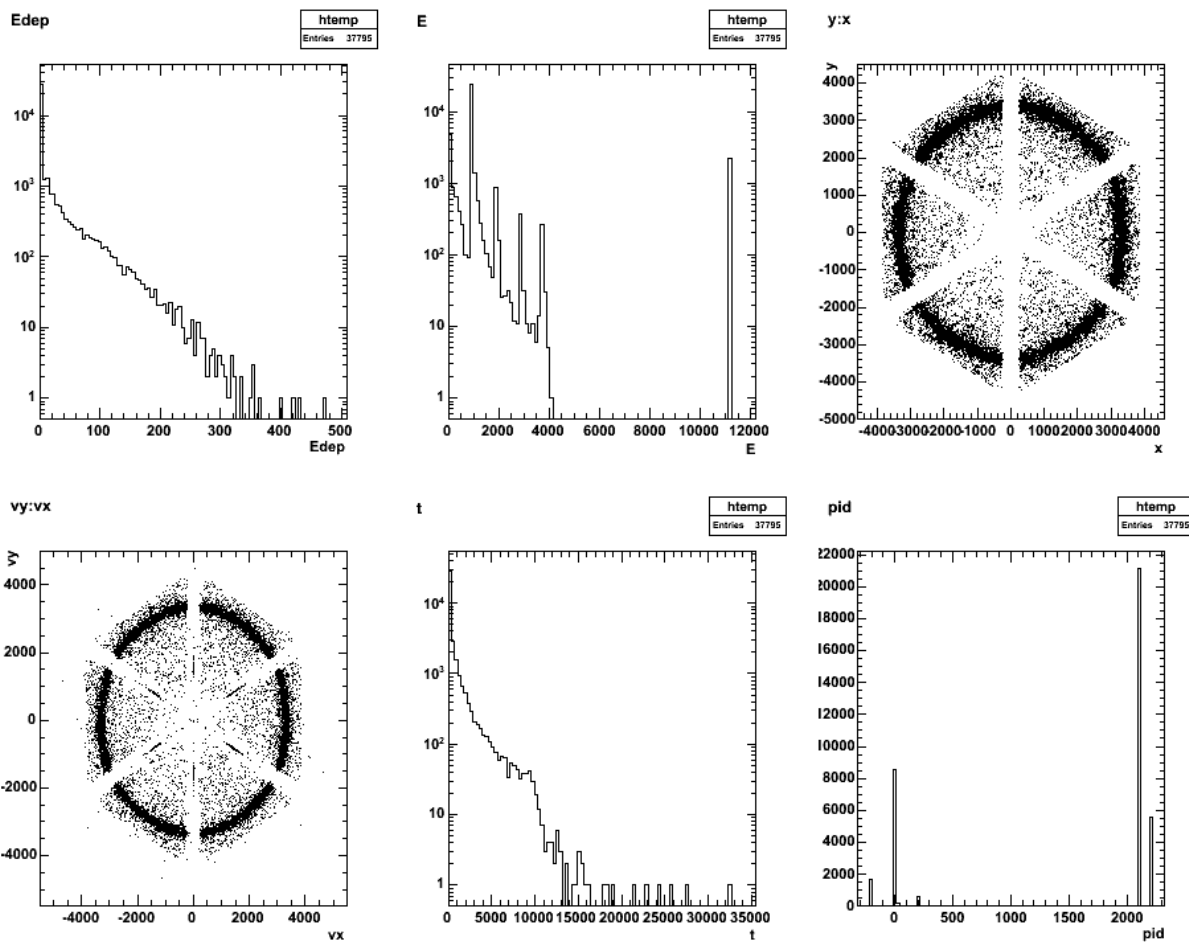 Edep
htemp
Entries 37795
10⁴
10³
10²
10
1
0 100 200 300 400 500
Edep
E
htemp
Entries 37795
10⁴
10³
10²
10
1
0 2000 4000 6000 8000 10000 12000
E
y:x
y
4000
3000
2000
1000
0
-1000
-2000
-3000
-4000
-5000
-4000-3000-2000-1000 0 1000 2000 3000 4000
x
vy:vx
vy
4000
2000
0
-2000
-4000
-4000 -2000 0 2000 4000
vx
t
htemp
Entries 37795
10⁴
10³
10²
10
1
0 5000 10000 15000 20000 25000 30000 35000
t
pid
htemp
Entries 37795
22000
20000
18000
16000
14000
12000
10000
8000
6000
4000
2000
0
0 500 1000 1500 2000
pid